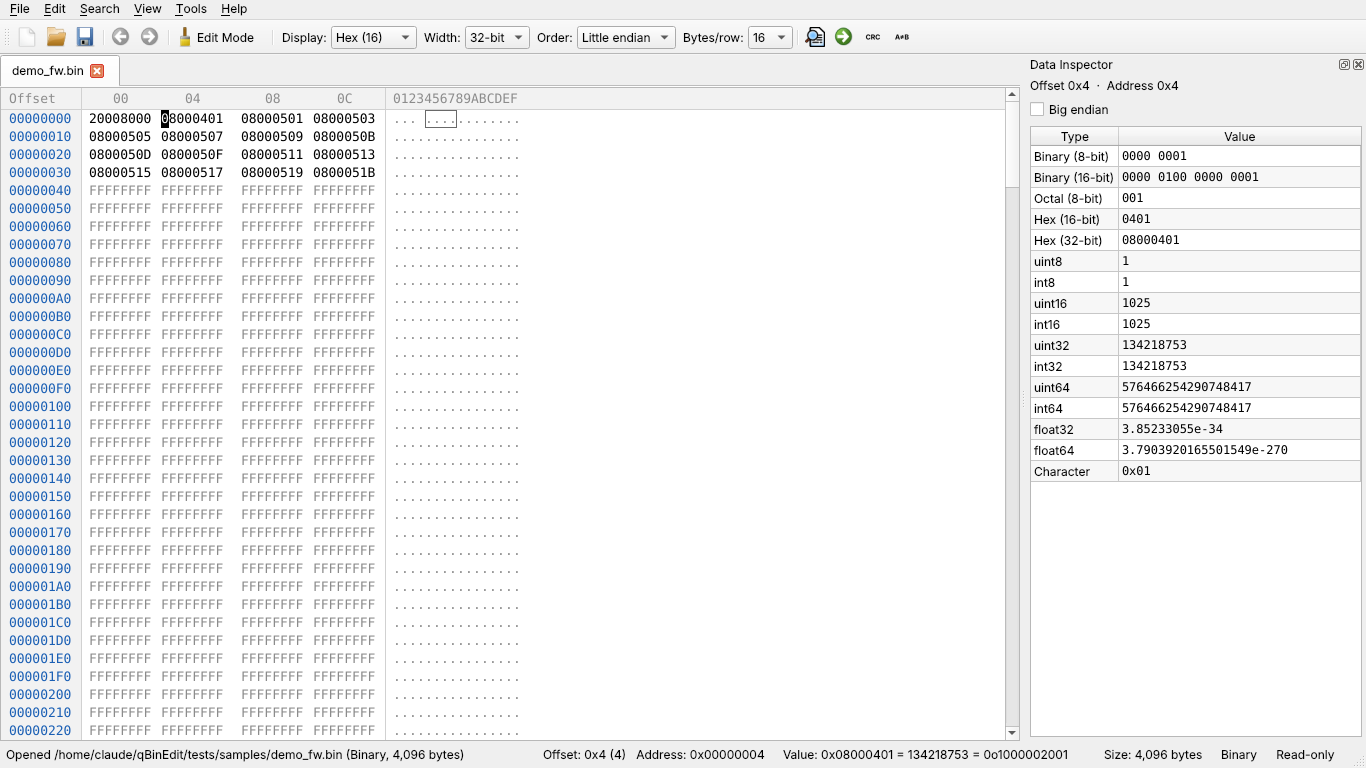 File Edit Search View Tools Help
Edit Mode Display: Hex (16) Width: 32-bit Order: Little endian Bytes/row: 16 CRC A≠B
demo_fw.bin
Offset 00 04 08 0C 0123456789ABCDEF
00000000 20008000 08000401 08000501 08000503 ... ............
00000010 08000505 08000507 08000509 0800050B ................
00000020 0800050D 0800050F 08000511 08000513 ................
00000030 08000515 08000517 08000519 0800051B ................
00000040 FFFFFFFF FFFFFFFF FFFFFFFF FFFFFFFF ................
00000050 FFFFFFFF FFFFFFFF FFFFFFFF FFFFFFFF ................
00000060 FFFFFFFF FFFFFFFF FFFFFFFF FFFFFFFF ................
00000070 FFFFFFFF FFFFFFFF FFFFFFFF FFFFFFFF ................
00000080 FFFFFFFF FFFFFFFF FFFFFFFF FFFFFFFF ................
00000090 FFFFFFFF FFFFFFFF FFFFFFFF FFFFFFFF ................
000000A0 FFFFFFFF FFFFFFFF FFFFFFFF FFFFFFFF ................
000000B0 FFFFFFFF FFFFFFFF FFFFFFFF FFFFFFFF ................
000000C0 FFFFFFFF FFFFFFFF FFFFFFFF FFFFFFFF ................
000000D0 FFFFFFFF FFFFFFFF FFFFFFFF FFFFFFFF ................
000000E0 FFFFFFFF FFFFFFFF FFFFFFFF FFFFFFFF ................
000000F0 FFFFFFFF FFFFFFFF FFFFFFFF FFFFFFFF ................
00000100 FFFFFFFF FFFFFFFF FFFFFFFF FFFFFFFF ................
00000110 FFFFFFFF FFFFFFFF FFFFFFFF FFFFFFFF ................
00000120 FFFFFFFF FFFFFFFF FFFFFFFF FFFFFFFF ................
00000130 FFFFFFFF FFFFFFFF FFFFFFFF FFFFFFFF ................
00000140 FFFFFFFF FFFFFFFF FFFFFFFF FFFFFFFF ................
00000150 FFFFFFFF FFFFFFFF FFFFFFFF FFFFFFFF ................
00000160 FFFFFFFF FFFFFFFF FFFFFFFF FFFFFFFF ................
00000170 FFFFFFFF FFFFFFFF FFFFFFFF FFFFFFFF ................
00000180 FFFFFFFF FFFFFFFF FFFFFFFF FFFFFFFF ................
00000190 FFFFFFFF FFFFFFFF FFFFFFFF FFFFFFFF ................
000001A0 FFFFFFFF FFFFFFFF FFFFFFFF FFFFFFFF ................
000001B0 FFFFFFFF FFFFFFFF FFFFFFFF FFFFFFFF ................
000001C0 FFFFFFFF FFFFFFFF FFFFFFFF FFFFFFFF ................
000001D0 FFFFFFFF FFFFFFFF FFFFFFFF FFFFFFFF ................
000001E0 FFFFFFFF FFFFFFFF FFFFFFFF FFFFFFFF ................
000001F0 FFFFFFFF FFFFFFFF FFFFFFFF FFFFFFFF ................
00000200 FFFFFFFF FFFFFFFF FFFFFFFF FFFFFFFF ................
00000210 FFFFFFFF FFFFFFFF FFFFFFFF FFFFFFFF ................
00000220 FFFFFFFF FFFFFFFF FFFFFFFF FFFFFFFF ................
Data Inspector
Offset 0x4 · Address 0x4
Big endian
Type Value
Binary (8-bit) 0000 0001
Binary (16-bit) 0000 0100 0000 0001
Octal (8-bit) 001
Hex (16-bit) 0401
Hex (32-bit) 08000401
uint8 1
int8 1
uint16 1025
int16 1025
uint32 134218753
int32 134218753
uint64 576466254290748417
int64 576466254290748417
float32 3.85233055e-34
float64 3.7903920165501549e-270
Character 0x01
Opened /home/claude/qBinEdit/tests/samples/demo_fw.bin (Binary, 4,096 bytes) Offset: 0x4 (4) Address: 0x00000004 Value: 0x08000401 = 134218753 = 0o1000002001 Size: 4,096 bytes Binary Read-only